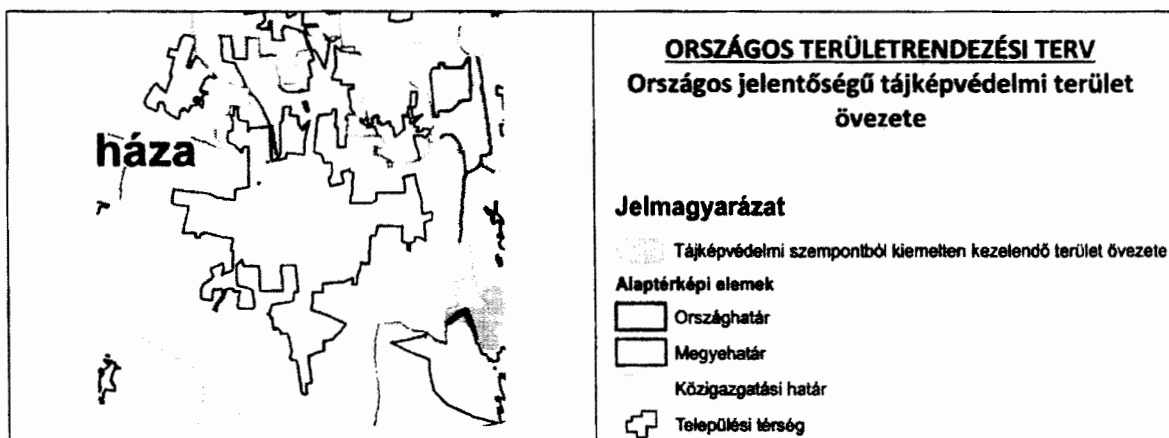 háza
ORSZÁGOS TERÜLETRENDEZÉSI TERV
Országos jelentőségű tájképvédelmi terület
övezete
Jelmagyarázat
Tájképvédelmi szempontból kiemelten kezelendő terület övezete
Alaptérképi elemek
Országhatár
Megyehatár
Közigazgatási határ
Települési térség